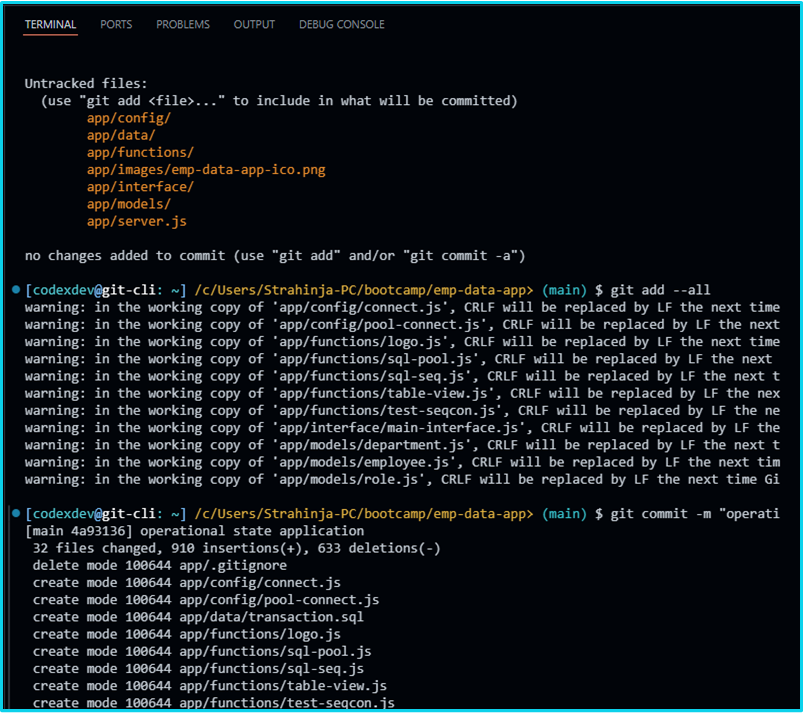 TERMINAL PORTS PROBLEMS OUTPUT DEBUG CONSOLE
Untracked files:
(use "git add <file>..." to include in what will be committed)
app/config/
app/data/
app/functions/
app/images/emp-data-app-ico.png
app/interface/
app/models/
app/server.js
no changes added to commit (use "git add" and/or "git commit -a")
[codexdev@git-cli: ~] /c/Users/Strahinja-PC/bootcamp/emp-data-app> (main) $ git add --all
warning: in the working copy of 'app/config/connect.js', CRLF will be replaced by LF the next time
warning: in the working copy of 'app/config/pool-connect.js', CRLF will be replaced by LF the next
warning: in the working copy of 'app/functions/logo.js', CRLF will be replaced by LF the next time
warning: in the working copy of 'app/functions/sql-pool.js', CRLF will be replaced by LF the next
warning: in the working copy of 'app/functions/sql-seq.js', CRLF will be replaced by LF the next t
warning: in the working copy of 'app/functions/table-view.js', CRLF will be replaced by LF the nex
warning: in the working copy of 'app/functions/test-seqcon.js', CRLF will be replaced by LF the ne
warning: in the working copy of 'app/interface/main-interface.js', CRLF will be replaced by LF the
warning: in the working copy of 'app/models/department.js', CRLF will be replaced by LF the next t
warning: in the working copy of 'app/models/employee.js', CRLF will be replaced by LF the next tim
warning: in the working copy of 'app/models/role.js', CRLF will be replaced by LF the next time Gi
[codexdev@git-cli: ~] /c/Users/Strahinja-PC/bootcamp/emp-data-app> (main) $ git commit -m "operati
[main 4a93136] operational state application
32 files changed, 910 insertions(+), 633 deletions(-)
delete mode 100644 app/.gitignore
create mode 100644 app/config/connect.js
create mode 100644 app/config/pool-connect.js
create mode 100644 app/data/transaction.sql
create mode 100644 app/functions/logo.js
create mode 100644 app/functions/sql-pool.js
create mode 100644 app/functions/sql-seq.js
create mode 100644 app/functions/table-view.js
create mode 100644 app/functions/test-seqcon.js